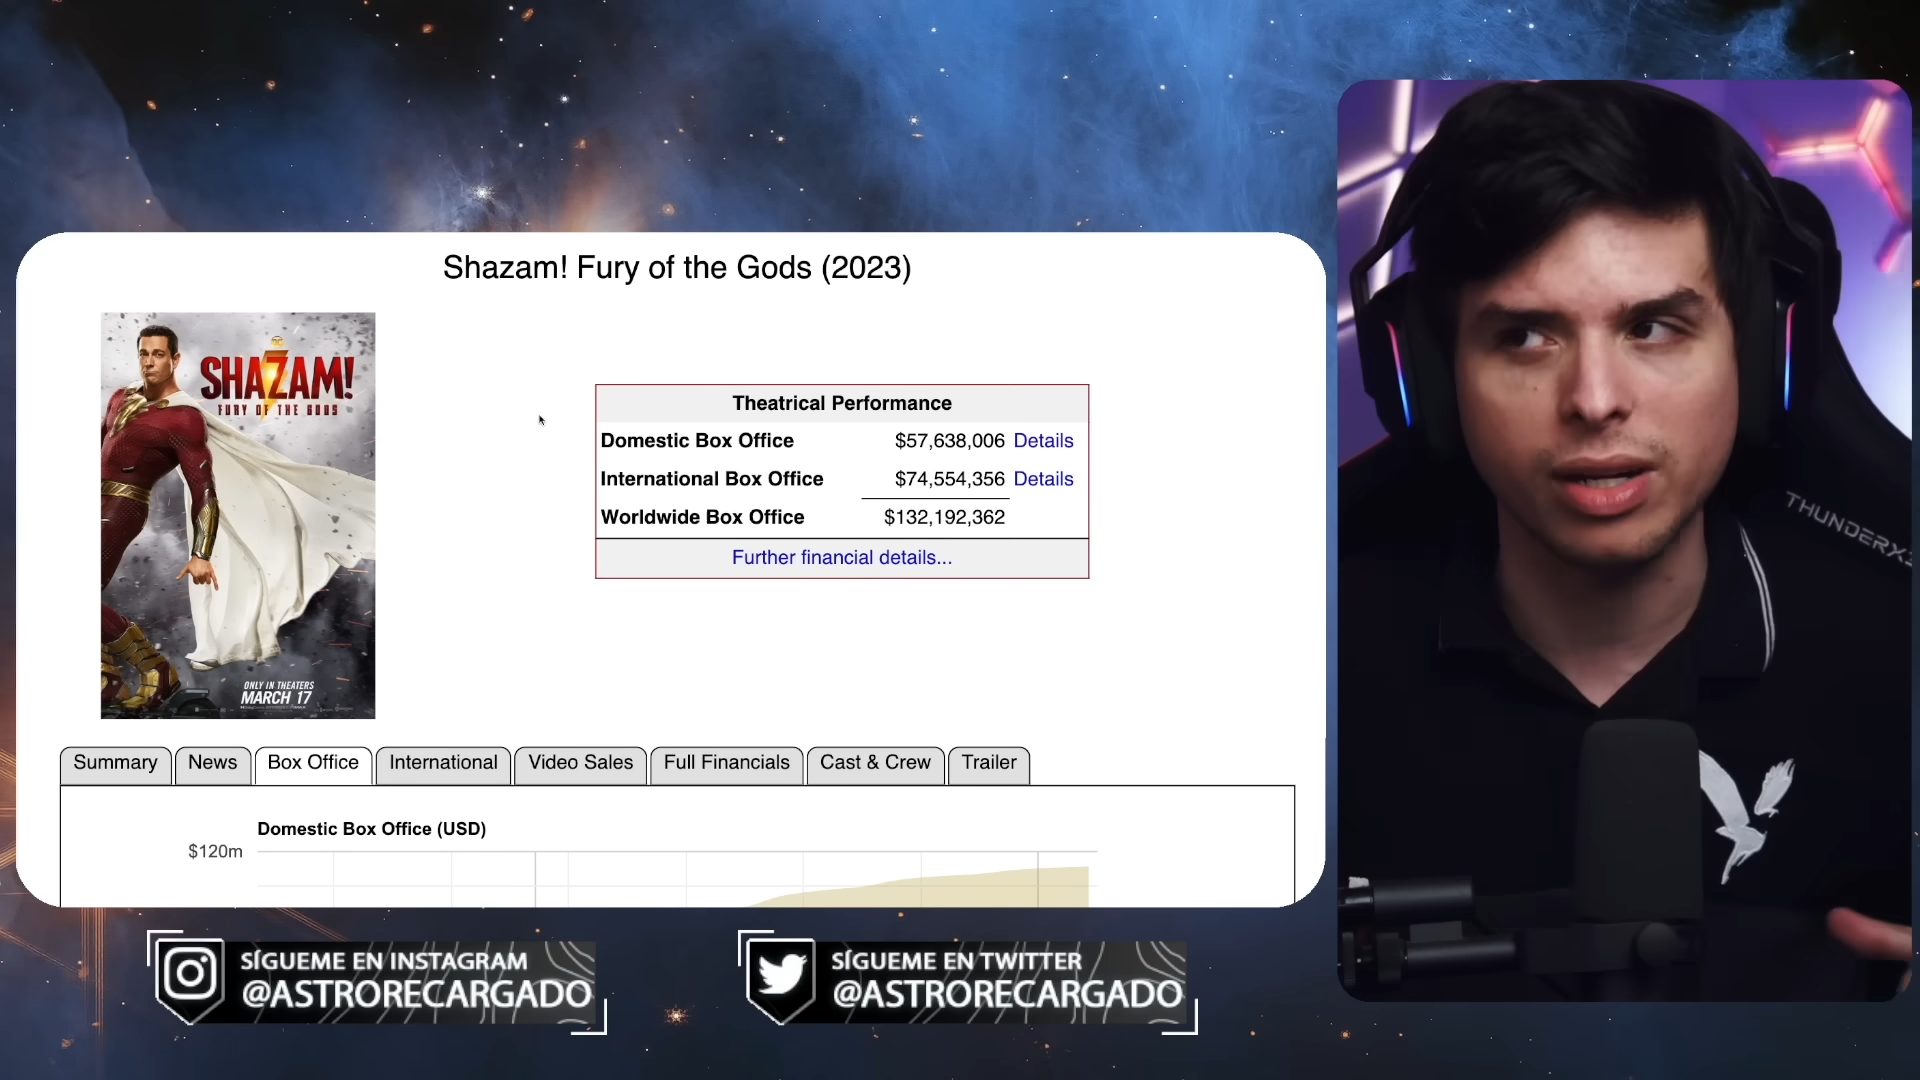 Shazam! Fury of the Gods (2023)
SHAZAM!
FURY OF THE GODS
ONLY IN THEATERS
MARCH 17
Theatrical Performance
Domestic Box Office $57,638,006 Details
International Box Office $74,554,356 Details
Worldwide Box Office $132,192,362
Further financial details...
Summary News Box Office International Video Sales Full Financials Cast & Crew Trailer
Domestic Box Office (USD)
$120m
THUNDERX3
SÍGUEME EN INSTAGRAM
@ASTRORECARGADO
SÍGUEME EN TWITTER
@ASTRORECARGADO